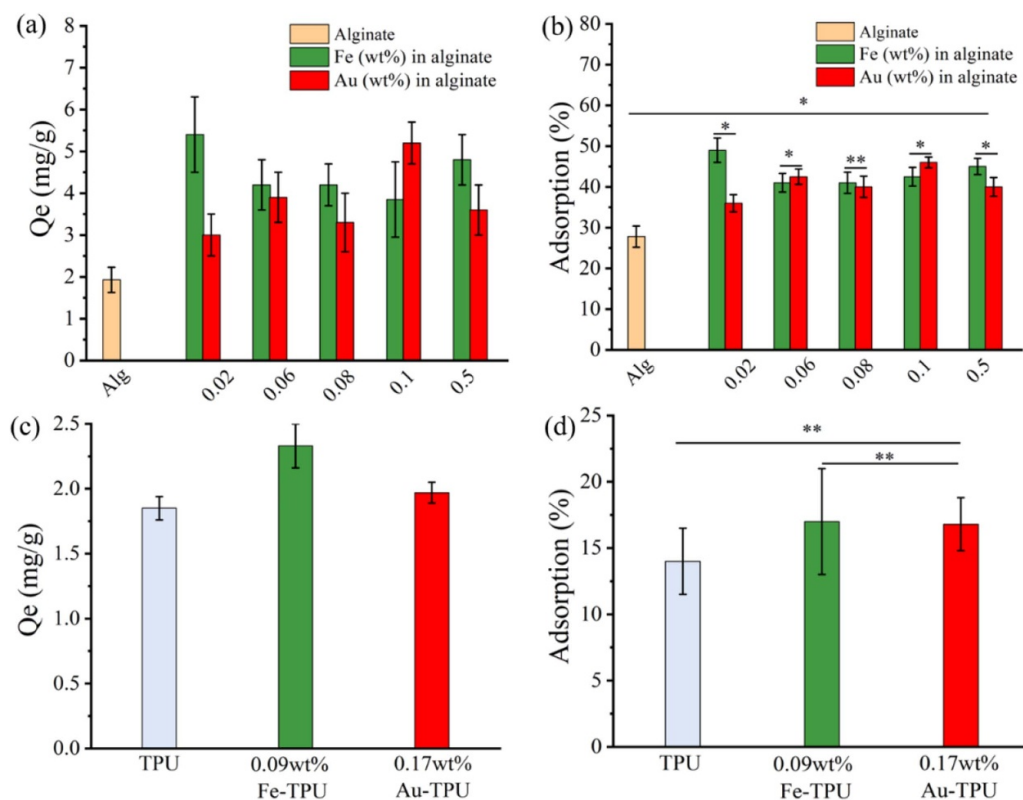 (a)
8
7
6
5
4
3
2
1
0
Qe (mg/g)
Alginate
Fe (wt%) in alginate
Au (wt%) in alginate
Alg
0.02
0.06
0.08
0.1
0.5
(b)
80
70
60
50
40
30
20
10
0
Adsorption (%)
Alginate
Fe (wt%) in alginate
Au (wt%) in alginate
*
*
*
**
*
*
Alg
0.02
0.06
0.08
0.1
0.5
(c)
2.5
2.0
1.5
1.0
0.5
0.0
Qe (mg/g)
TPU
0.09wt%
Fe-TPU
0.17wt%
Au-TPU
(d)
25
20
15
10
5
0
Adsorption (%)
**
**
TPU
0.09wt%
Fe-TPU
0.17wt%
Au-TPU